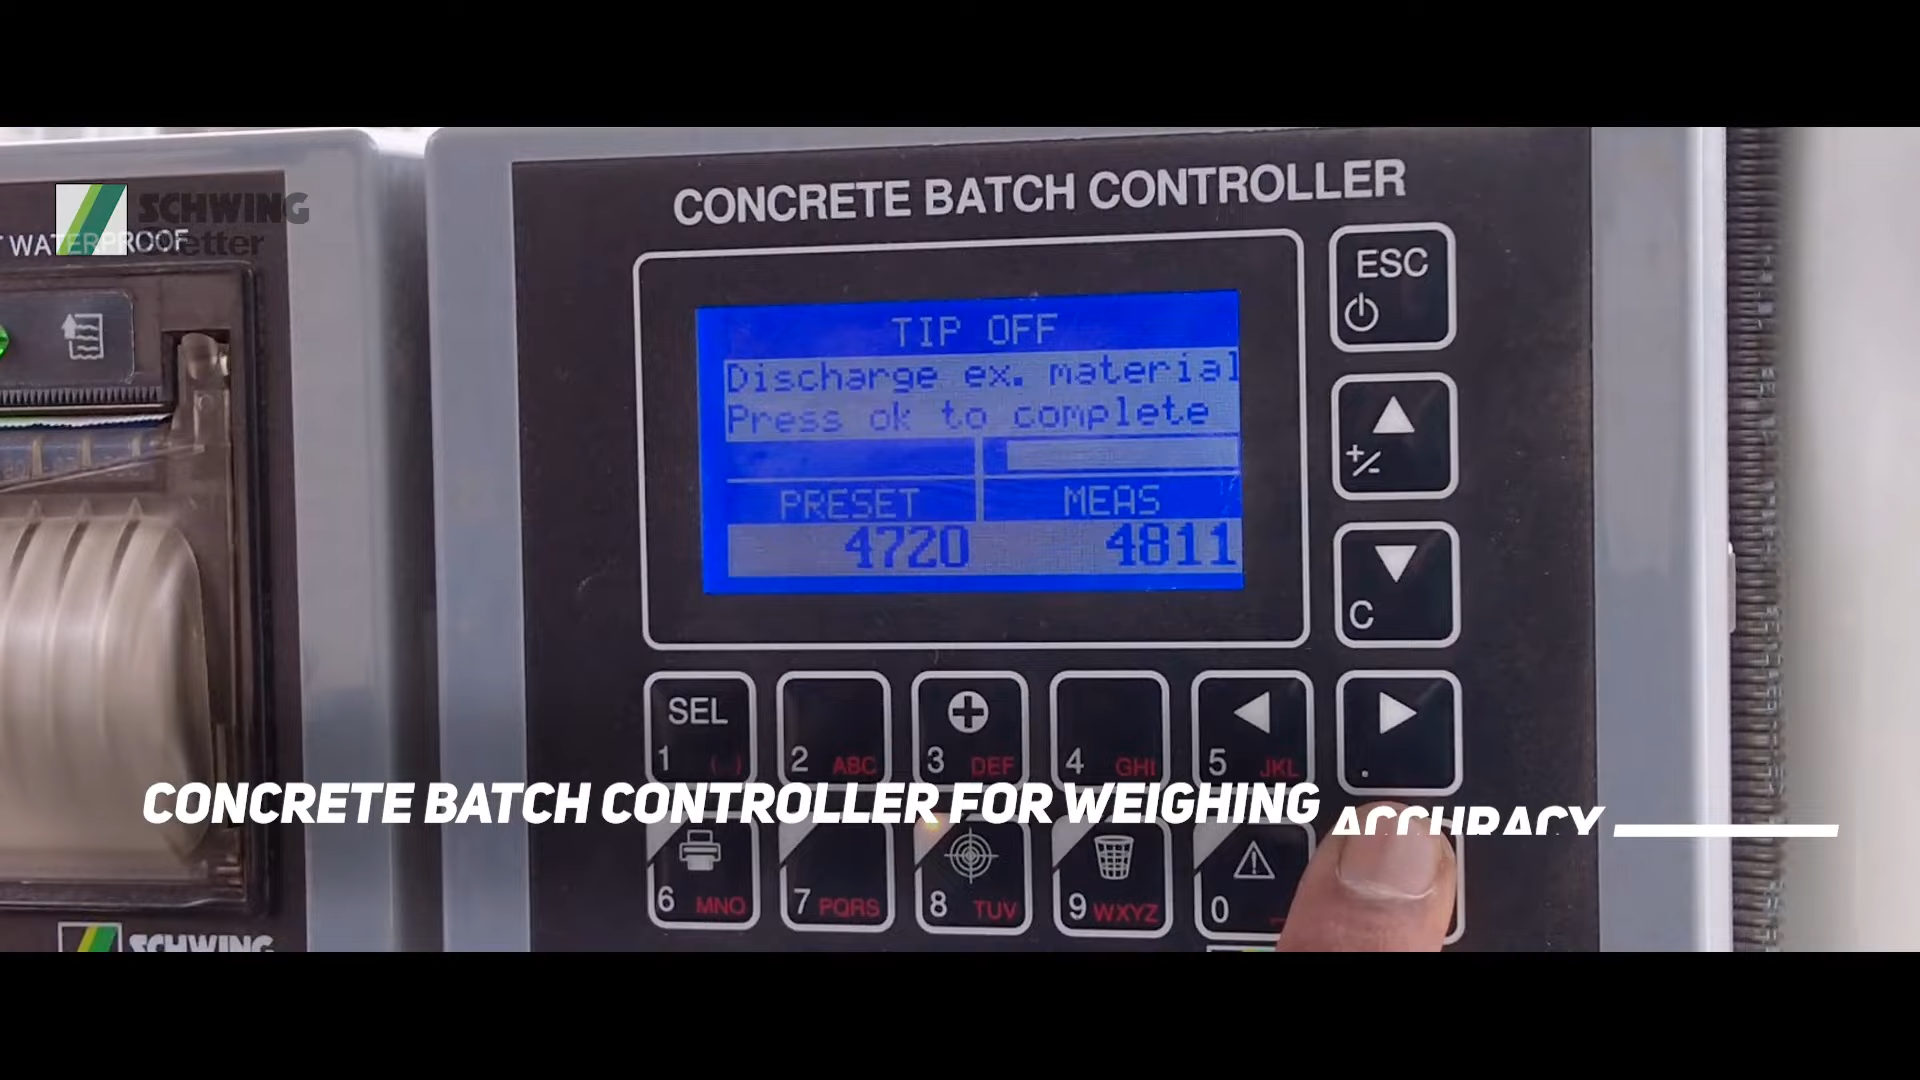 CONCRETE BATCH CONTROLLER
SCHWING
Stetter
WATERPROOF
ESC
TIP OFF
Discharge ex. material
Press ok to complete
+/-
PRESET MEAS
4720 4811
C
SEL
1 2 ABC 3 DEF 4 GHI 5 JKL .
CONCRETE BATCH CONTROLLER FOR WEIGHING ACCURACY
6 MNO 7 PQRS 8 TUV 9 WXYZ 0
SCHWING